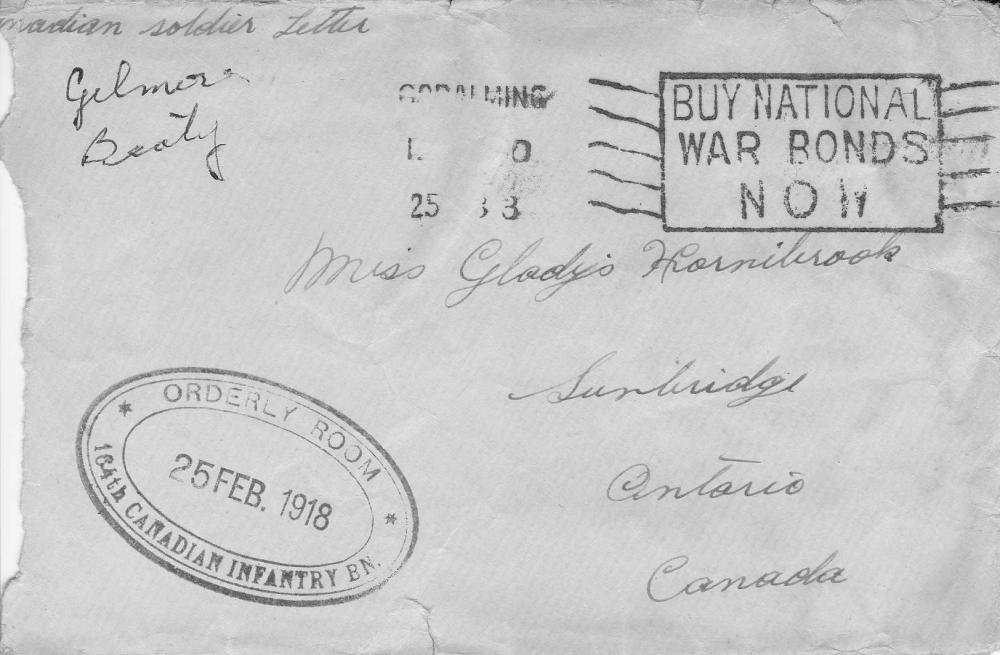 nadian soldier Letter
Gilmore
Beaty
GODALMING
25
BUY NATIONAL
WAR BONDS
NOW
Miss Gladys Hornibrook
Sunbridge
Ontario
Canada
ORDERLY ROOM
25 FEB. 1918
164th CANADIAN INFANTRY BN.